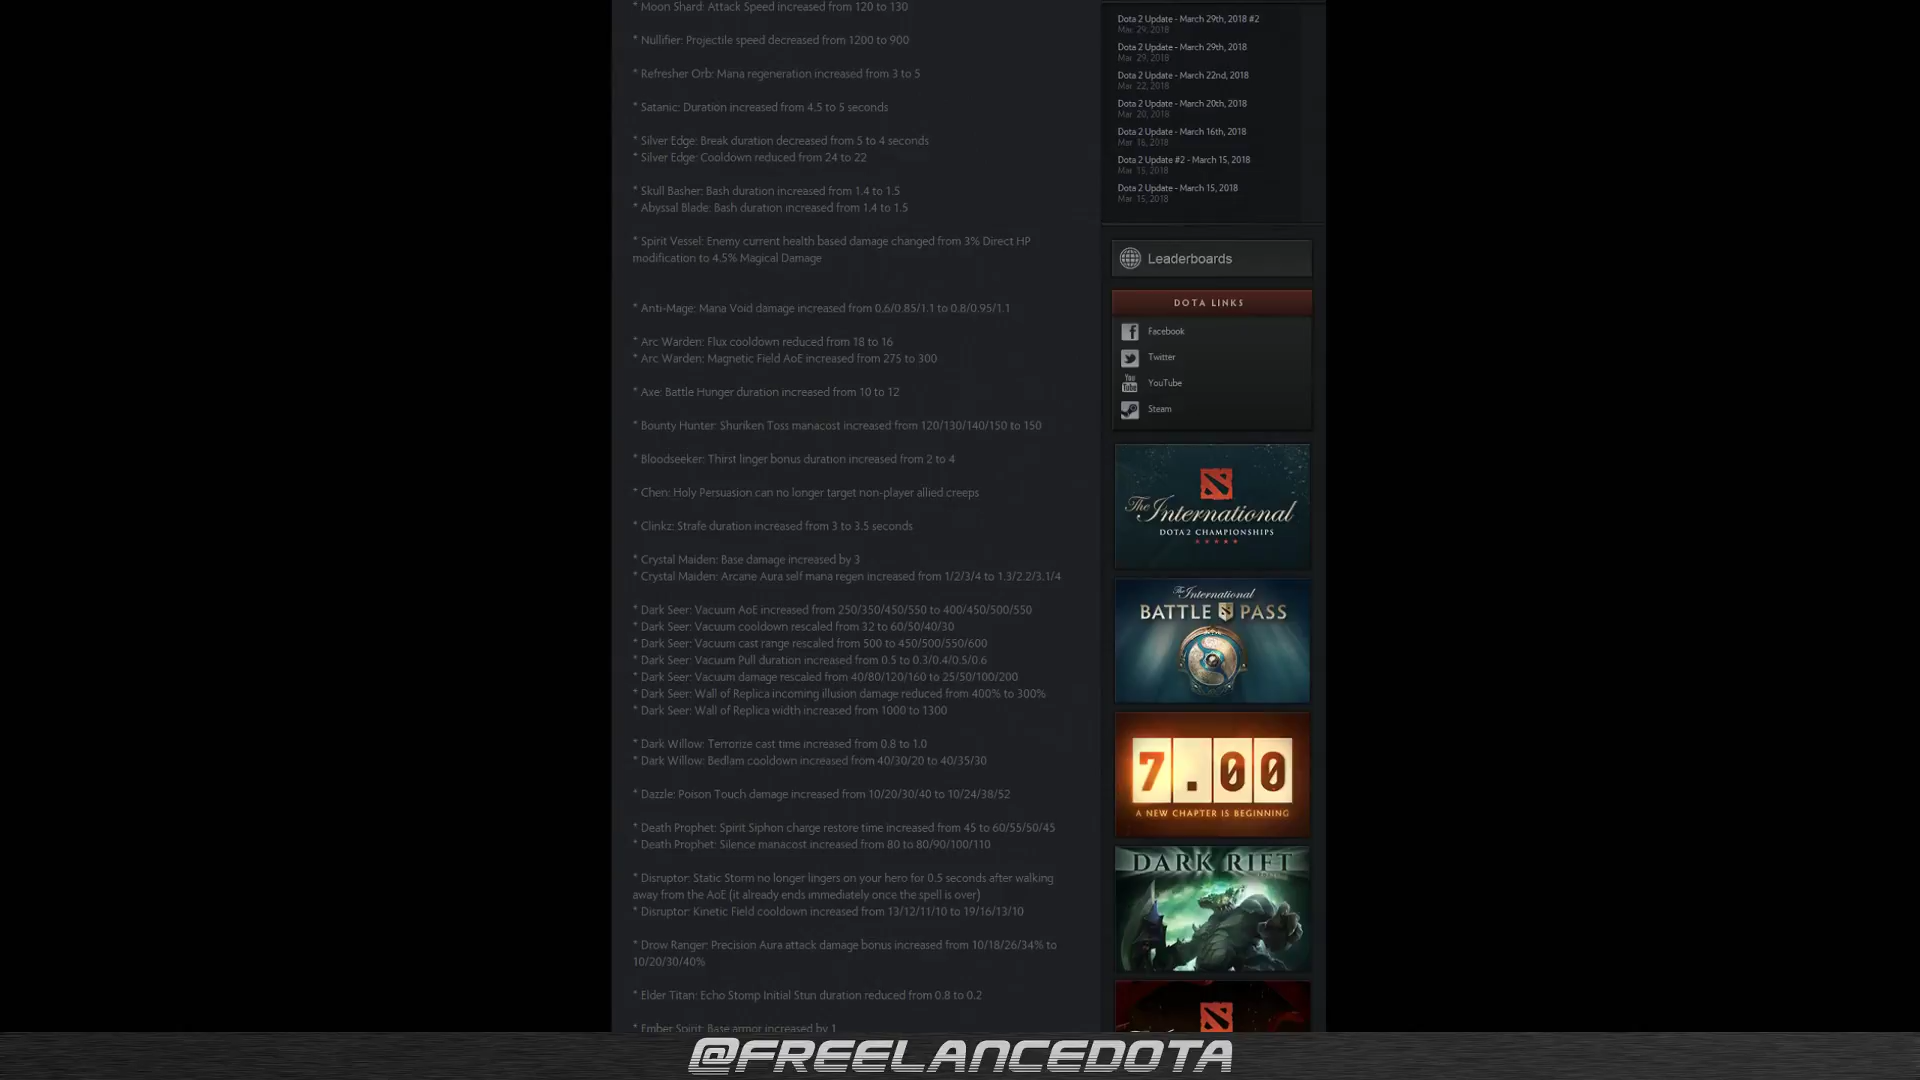 * Moon Shard: Attack Speed increased from 120 to 130
* Nullifier: Projectile speed decreased from 1200 to 900
* Refresher Orb: Mana regeneration increased from 3 to 5
* Satanic: Duration increased from 4.5 to 5 seconds
* Silver Edge: Break duration decreased from 5 to 4 seconds
* Silver Edge: Cooldown reduced from 24 to 22
* Skull Basher: Bash duration increased from 1.4 to 1.5
* Abyssal Blade: Bash duration increased from 1.4 to 1.5
* Spirit Vessel: Enemy current health based damage changed from 3% Direct HP
modification to 4.5% Magical Damage
* Anti-Mage: Mana Void damage increased from 0.6/0.85/1.1 to 0.8/0.95/1.1
* Arc Warden: Flux cooldown reduced from 18 to 16
* Arc Warden: Magnetic Field AoE increased from 275 to 300
* Axe: Battle Hunger duration increased from 10 to 12
* Bounty Hunter: Shuriken Toss manacost increased from 120/130/140/150 to 150
* Bloodseeker: Thirst linger bonus duration increased from 2 to 4
* Chen: Holy Persuasion can no longer target non-player allied creeps
* Clinkz: Strafe duration increased from 3 to 3.5 seconds
* Crystal Maiden: Base damage increased by 3
* Crystal Maiden: Arcane Aura self mana regen increased from 1/2/3/4 to 1.3/2.2/3.1/4
* Dark Seer: Vacuum AoE increased from 250/350/450/550 to 400/450/500/550
* Dark Seer: Vacuum cooldown rescaled from 32 to 60/50/40/30
* Dark Seer: Vacuum cast range rescaled from 500 to 450/500/550/600
* Dark Seer: Vacuum Pull duration increased from 0.5 to 0.3/0.4/0.5/0.6
* Dark Seer: Vacuum damage rescaled from 40/80/120/160 to 25/50/100/200
* Dark Seer: Wall of Replica incoming illusion damage reduced from 400% to 300%
* Dark Seer: Wall of Replica width increased from 1000 to 1300
* Dark Willow: Terrorize cast time increased from 0.8 to 1.0
* Dark Willow: Bedlam cooldown increased from 40/30/20 to 40/35/30
* Dazzle: Poison Touch damage increased from 10/20/30/40 to 10/24/38/52
* Death Prophet: Spirit Siphon charge restore time increased from 45 to 60/55/50/45
* Death Prophet: Silence manacost increased from 80 to 80/90/100/110
* Disruptor: Static Storm no longer lingers on your hero for 0.5 seconds after walking
away from the AoE (it already ends immediately once the spell is over)
* Disruptor: Kinetic Field cooldown increased from 13/12/11/10 to 19/16/13/10
* Drow Ranger: Precision Aura attack damage bonus increased from 10/18/26/34% to
10/20/30/40%
* Elder Titan: Echo Stomp Initial Stun duration reduced from 0.8 to 0.2
* Ember Spirit: Base armor increased by 1
Dota 2 Update - March 29th, 2018 #2
Mar 29, 2018
Dota 2 Update - March 29th, 2018
Mar 29, 2018
Dota 2 Update - March 22nd, 2018
Mar 22, 2018
Dota 2 Update - March 20th, 2018
Mar 20, 2018
Dota 2 Update - March 16th, 2018
Mar 16, 2018
Dota 2 Update #2 - March 15, 2018
Mar 15, 2018
Dota 2 Update - March 15, 2018
Mar 15, 2018
Leaderboards
DOTA LINKS
Facebook
Twitter
You Tube YouTube
Steam
The International
DOTA 2 CHAMPIONSHIPS
The International
BATTLE PASS
7.00
A NEW CHAPTER IS BEGINNING
DARK RIFT
@FREELANCEDOTA